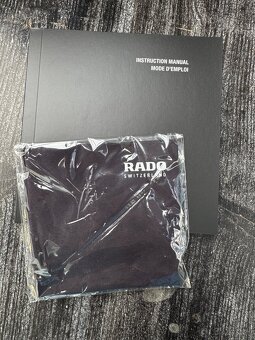 INSTRUCTION MANUAL
MODE D'EMPLOI
RADO
SWITZERLAND